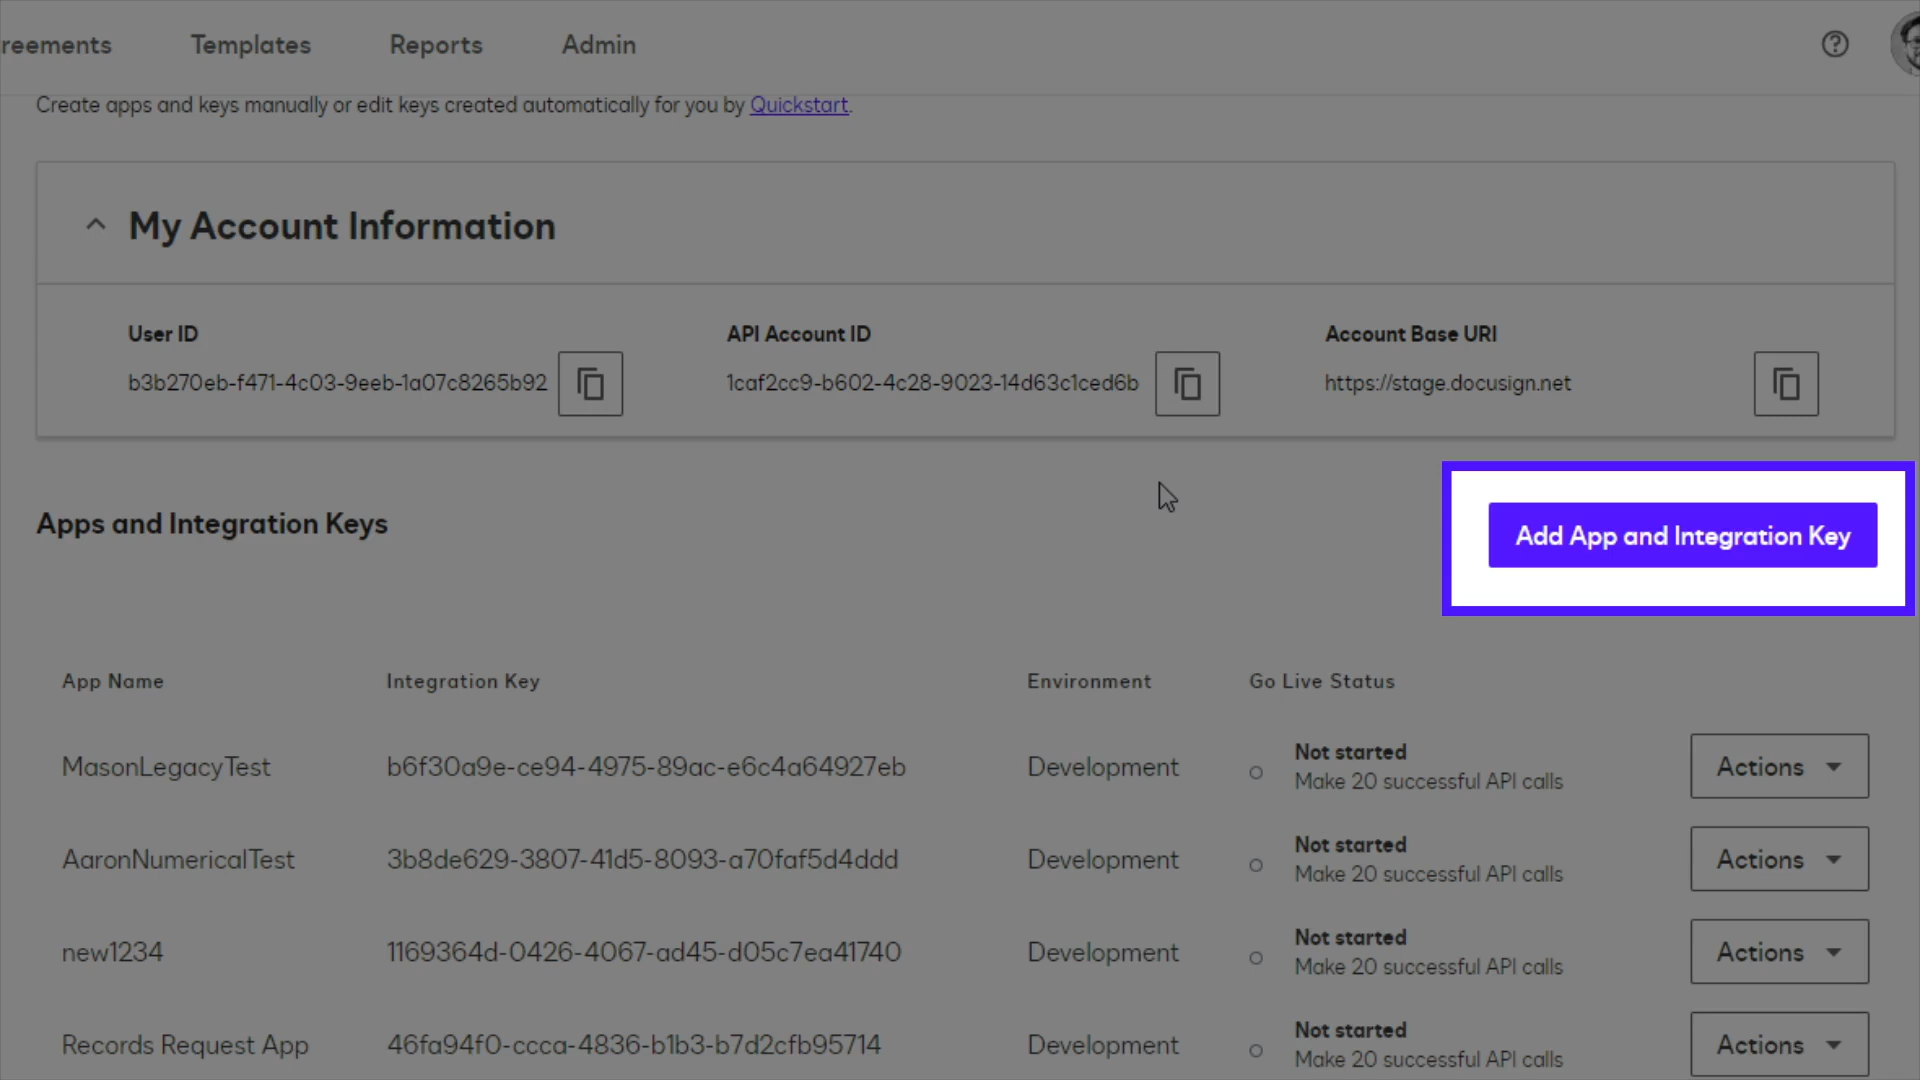 reements Templates Reports Admin
Create apps and keys manually or edit keys created automatically for you by Quickstart.
My Account Information
User ID API Account ID Account Base URI
b3b270eb-f471-4c03-9eeb-1a07c8265b92 1caf2cc9-b602-4c28-9023-14d63c1ced6b https://stage.docusign.net
Apps and Integration Keys
Add App and Integration Key
App Name Integration Key Environment Go Live Status
MasonLegacyTest b6f30a9e-ce94-4975-89ac-e6c4a64927eb Development Not started Actions
Make 20 successful API calls
AaronNumericalTest 3b8de629-3807-41d5-8093-a70faf5d4ddd Development Not started Actions
Make 20 successful API calls
new1234 1169364d-0426-4067-ad45-d05c7ea41740 Development Not started Actions
Make 20 successful API calls
Records Request App 46fa94f0-ccca-4836-b1b3-b7d2cfb95714 Development Not started Actions
Make 20 successful API calls